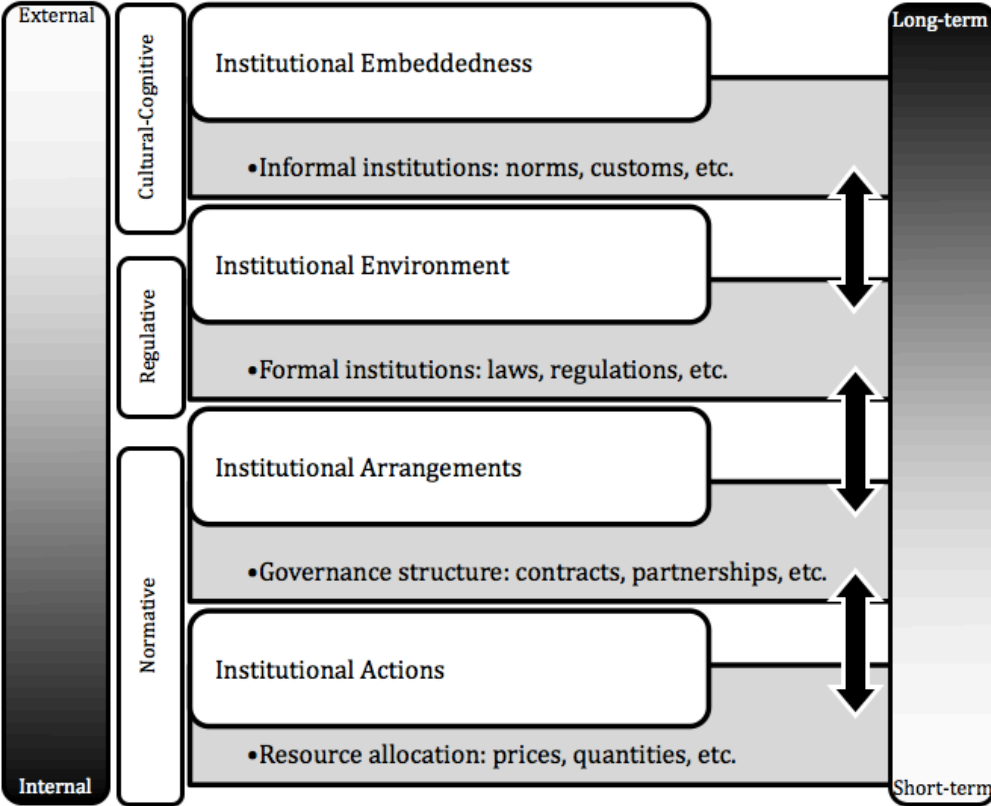 External
Long-term
Cultural-Cognitive
Institutional Embeddedness
•Informal institutions: norms, customs, etc.
Regulative
Institutional Environment
•Formal institutions: laws, regulations, etc.
Normative
Institutional Arrangements
•Governance structure: contracts, partnerships, etc.
Institutional Actions
•Resource allocation: prices, quantities, etc.
Internal
Short-term